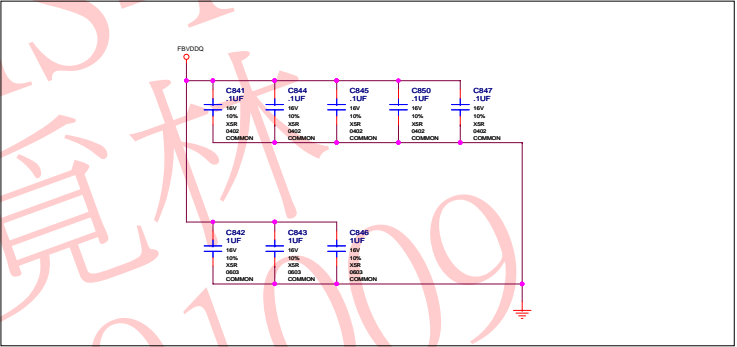 FBVDDQ
C841
.1UF
16V
10%
X5R
0402
COMMON
C844
.1UF
16V
10%
X5R
0402
COMMON
C845
.1UF
16V
10%
X5R
0402
COMMON
C850
.1UF
16V
10%
X5R
0402
COMMON
C847
.1UF
16V
10%
X5R
0402
COMMON
C842
1UF
16V
10%
X5R
0603
COMMON
C843
1UF
16V
10%
X5R
0603
COMMON
C846
1UF
16V
10%
X5R
0603
COMMON
覓林
91009